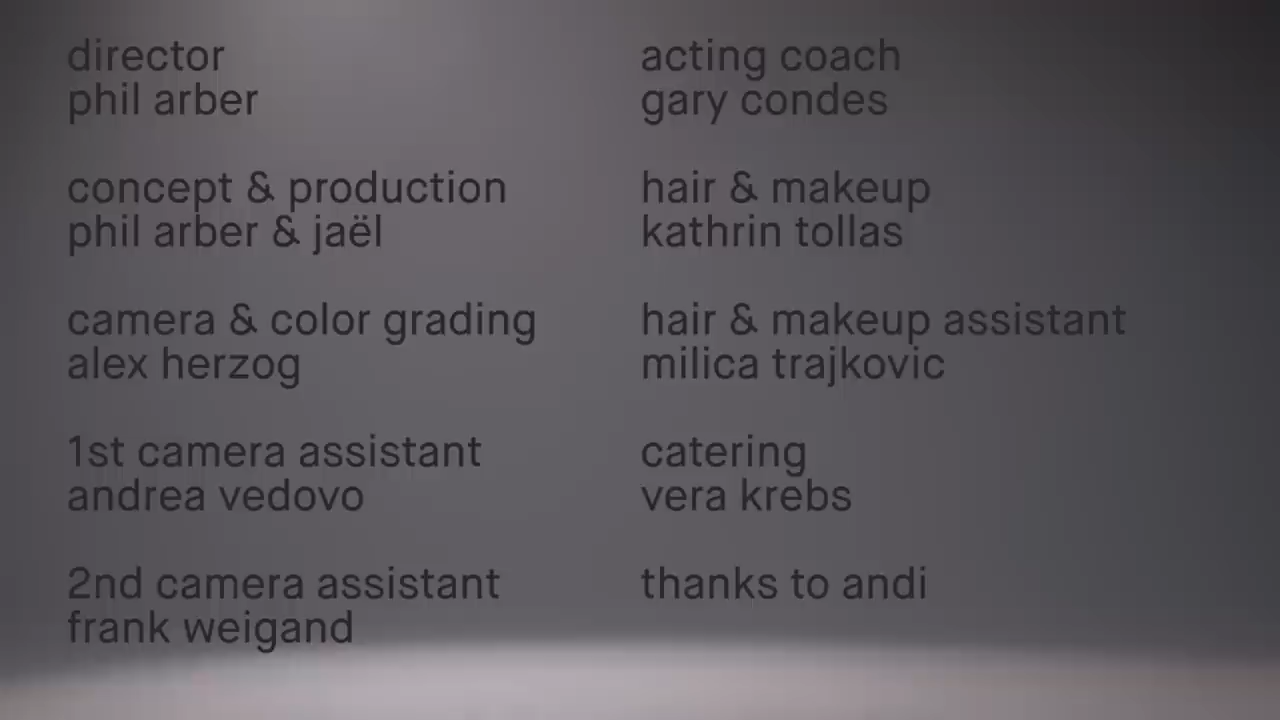 director
phil arber
concept & production
phil arber & jaël
camera & color grading
alex herzog
1st camera assistant
andrea vedovo
2nd camera assistant
frank weigand
acting coach
gary condes
hair & makeup
kathrin tollas
hair & makeup assistant
milica trajkovic
catering
vera krebs
thanks to andi